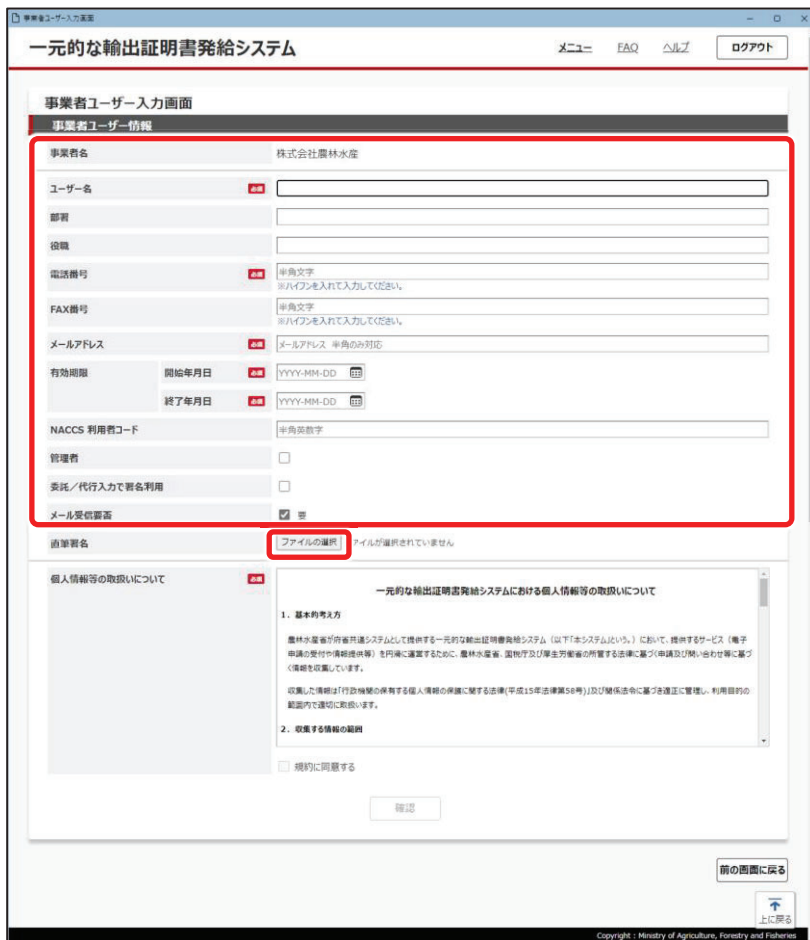 事業者ユーザー入力画面
一元的な輸出証明書発給システム
メニュー FAQ ヘルプ ログアウト
事業者ユーザー入力画面
事業者ユーザー情報
事業者名 株式会社農林水産
ユーザー名 必須
部署
役職
電話番号 必須 半角文字
※ハイフンを入れて入力してください。
FAX番号 半角文字
※ハイフンを入れて入力してください。
メールアドレス 必須 メールアドレス 半角のみ対応
有効期限 開始年月日 必須 YYYY-MM-DD
終了年月日 必須 YYYY-MM-DD
NACCS 利用者コード 半角英数字
管理者
委託/代行入力で署名利用
メール受信要否 要
直筆署名 ファイルの選択 ァイルが選択されていません
個人情報等の取扱いについて 必須
一元的な輸出証明書発給システムにおける個人情報等の取扱いについて
1. 基本的考え方
農林水産省が府省共通システムとして提供する一元的な輸出証明書発給システム(以下「本システム」という。)において、提供するサービス(電子
申請の受付や情報提供等)を円滑に運営するために、農林水産省、国税庁及び厚生労働省の所管する法律に基づく申請及び問い合わせ等に基づ
く情報を収集しています。
収集した情報は「行政機関の保有する個人情報の保護に関する法律(平成15年法律第58号)」及び関係法令に基づき適正に管理し、利用目的の
範囲内で適切に取扱います。
2. 収集する情報の範囲
規約に同意する
確認
前の画面に戻る
上に戻る
Copyright : Ministry of Agriculture, Forestry and Fisheries